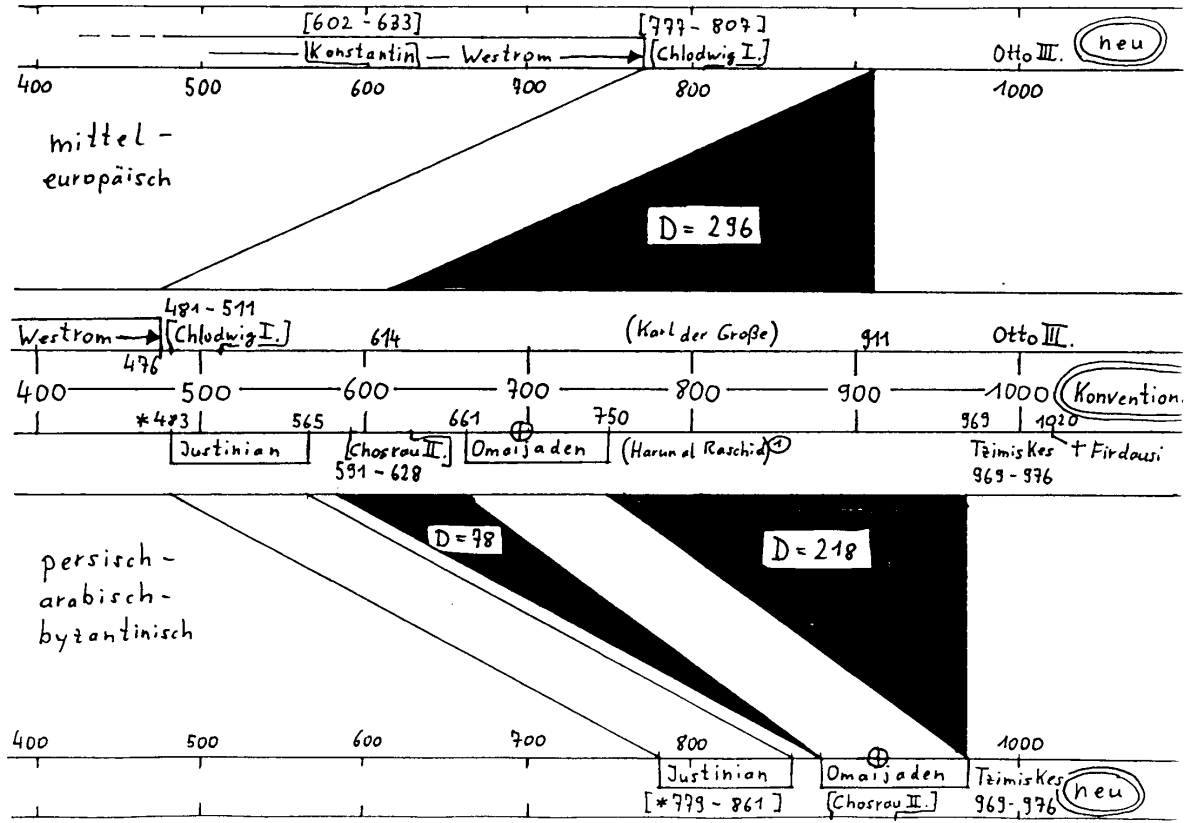 [602 - 633] [777 - 807]
[Konstantin] — Westrom → [Chlodwig I.] Otto III. neu
400 500 600 700 800 1000
mittel-
europäisch
D = 296
481 - 511
Westrom → [Chlodwig I.] 614 (Karl der Große) 911 Otto III.
476
400 500 600 700 800 900 1000 Konvention.
*483 565 661 750 969 1020
Justinian [Chosrau II.] Omaijaden (Harun al Raschid) ① Tzimiskes † Firdausi
591 - 628 969 - 976
D = 78 D = 218
persisch-
arabisch-
byzantinisch
400 500 600 700 800 1000
Justinian Omaijaden Tzimiskes neu
[*779 - 861] [Chosrau II.] 969 - 976